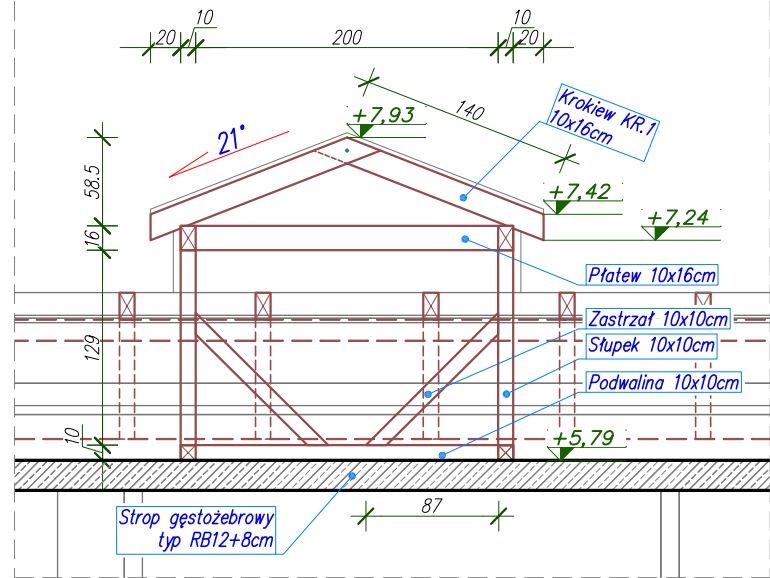 10
10
20
200
20
140
Krokiew KR.1
10x16cm
+7,93
21°
58.5
+7,42
+7,24
16
Płatew 10x16cm
Zastrzał 10x10cm
129
Słupek 10x10cm
Podwalina 10x10cm
10
+5,79
87
Strop gęstożebrowy
typ RB12+8cm